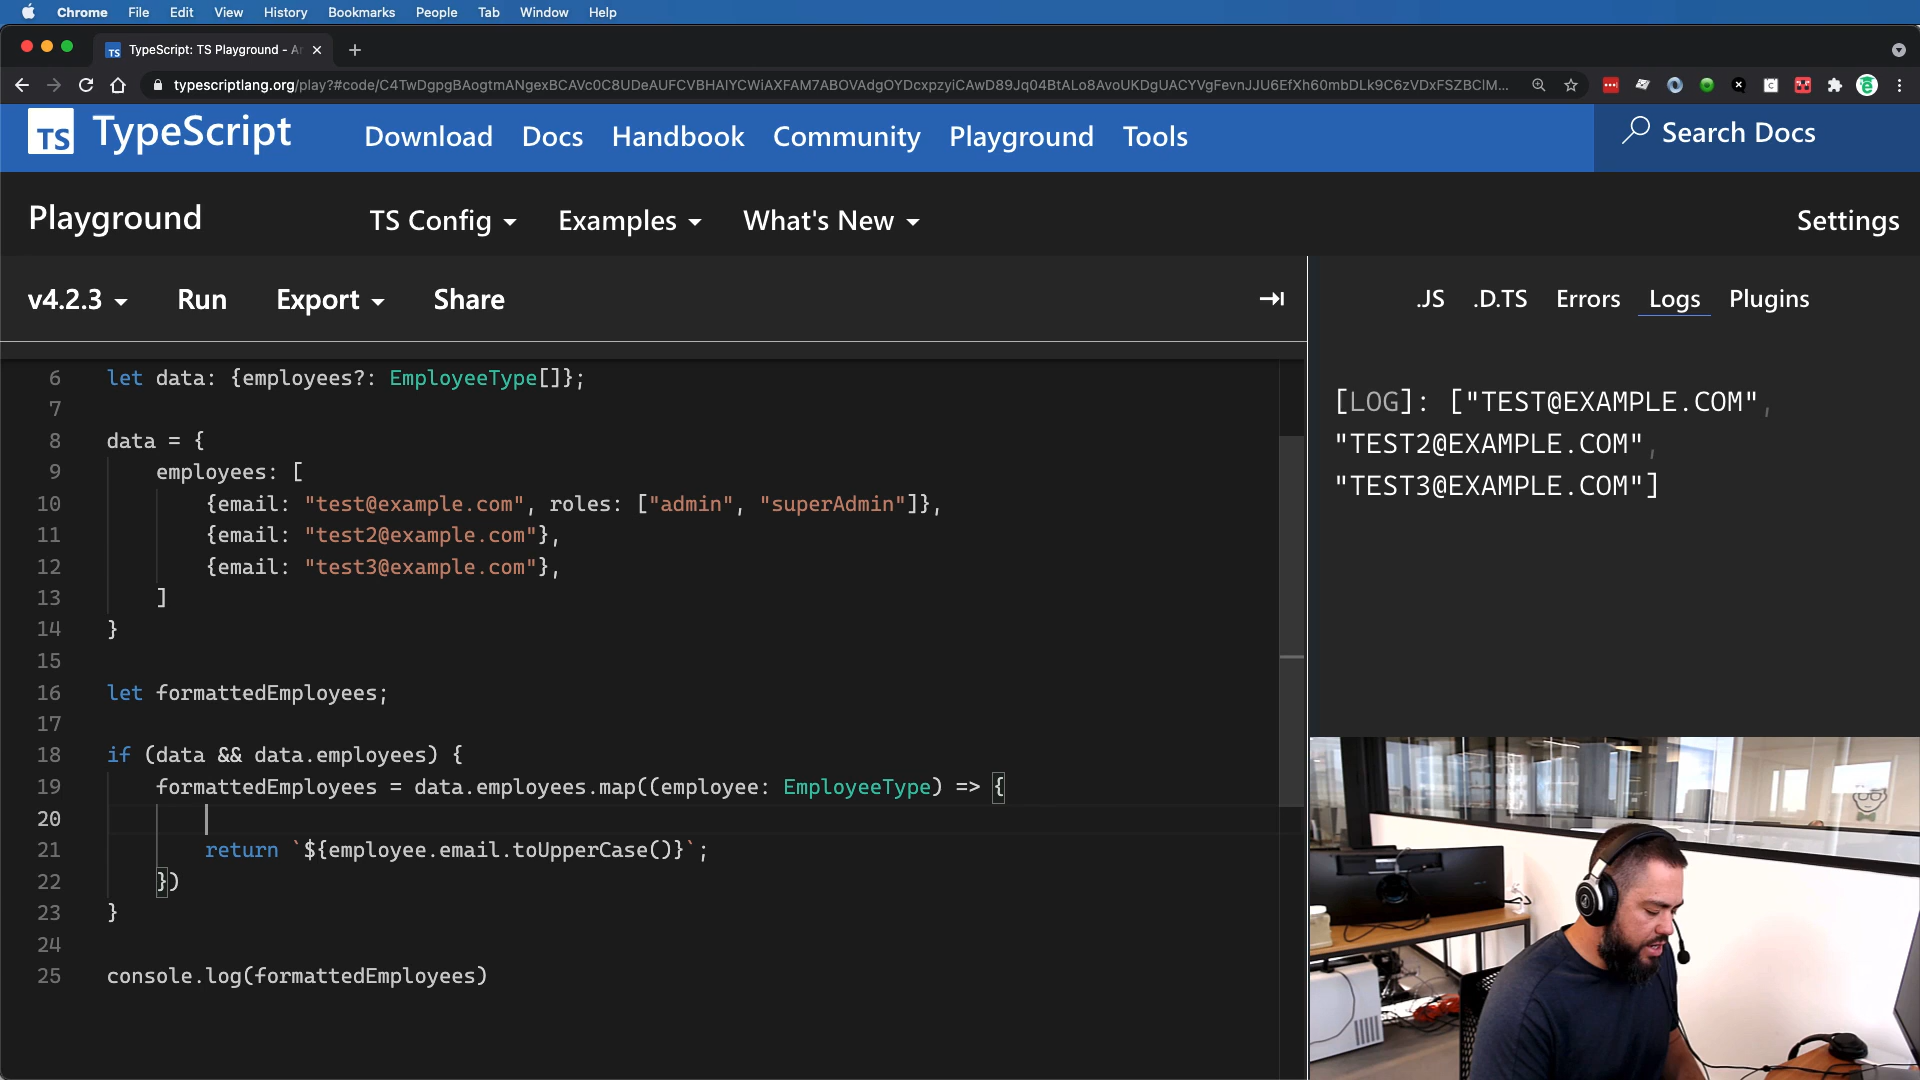 Chrome File Edit View History Bookmarks People Tab Window Help
TypeScript: TS Playground - Ar
typescriptlang.org/play?#code/C4TwDgpgBAogtmANgexBCAVc0C8UDeAUFCVBHAIYCWiAXFAM7ABOVAdgOYDcxpzyiCAwD89Jq04BtALo8AvoUKDgUACYVgFevnJJU6EfXh60mbDLk9C6zVDxFSZBClM...
TS TypeScript Download Docs Handbook Community Playground Tools Search Docs
Playground TS Config Examples What's New Settings
v4.2.3 Run Export Share
.JS .D.TS Errors Logs Plugins
6 let data: {employees?: EmployeeType[]};
7
8 data = {
9 employees: [
10 {email: "test@example.com", roles: ["admin", "superAdmin"]},
11 {email: "test2@example.com"},
12 {email: "test3@example.com"},
13 ]
14 }
15
16 let formattedEmployees;
17
18 if (data && data.employees) {
19 formattedEmployees = data.employees.map((employee: EmployeeType) => {
20
21 return `${employee.email.toUpperCase()}`;
22 })
23 }
24
25 console.log(formattedEmployees)
[LOG]: ["TEST@EXAMPLE.COM",
"TEST2@EXAMPLE.COM",
"TEST3@EXAMPLE.COM"]